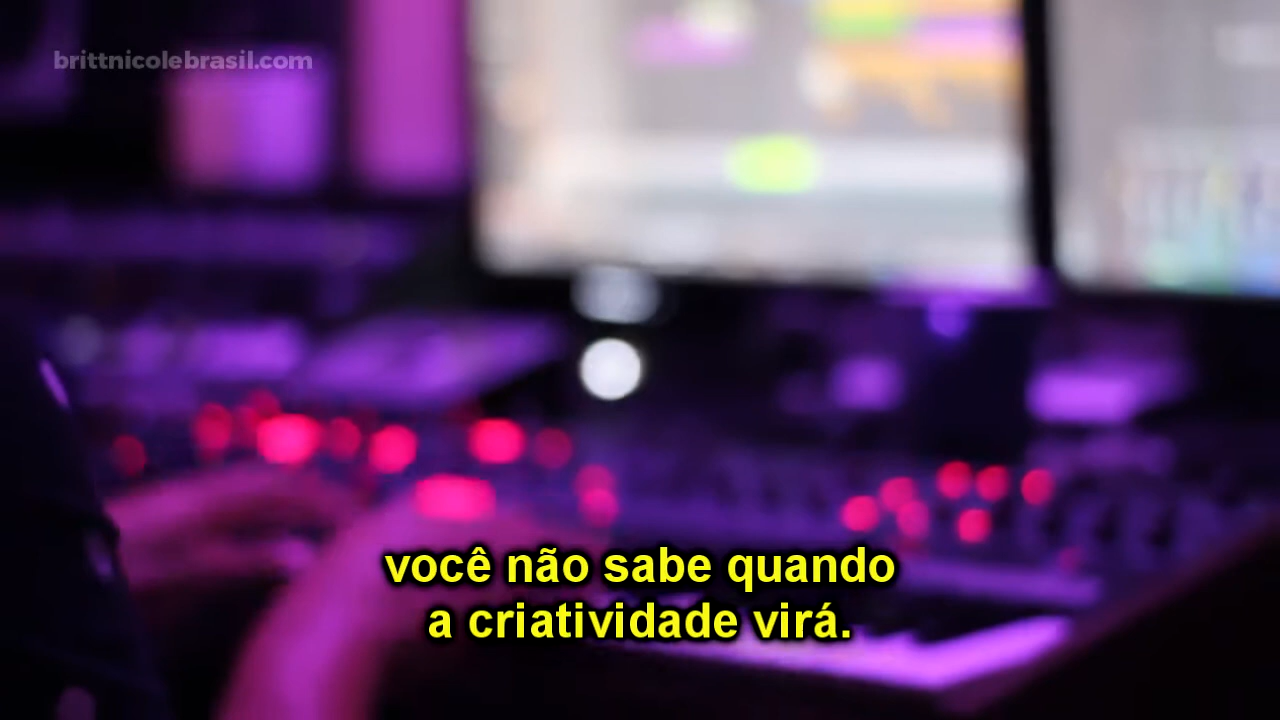 brittnicolebrasil.com
você não sabe quando
a criatividade virá.